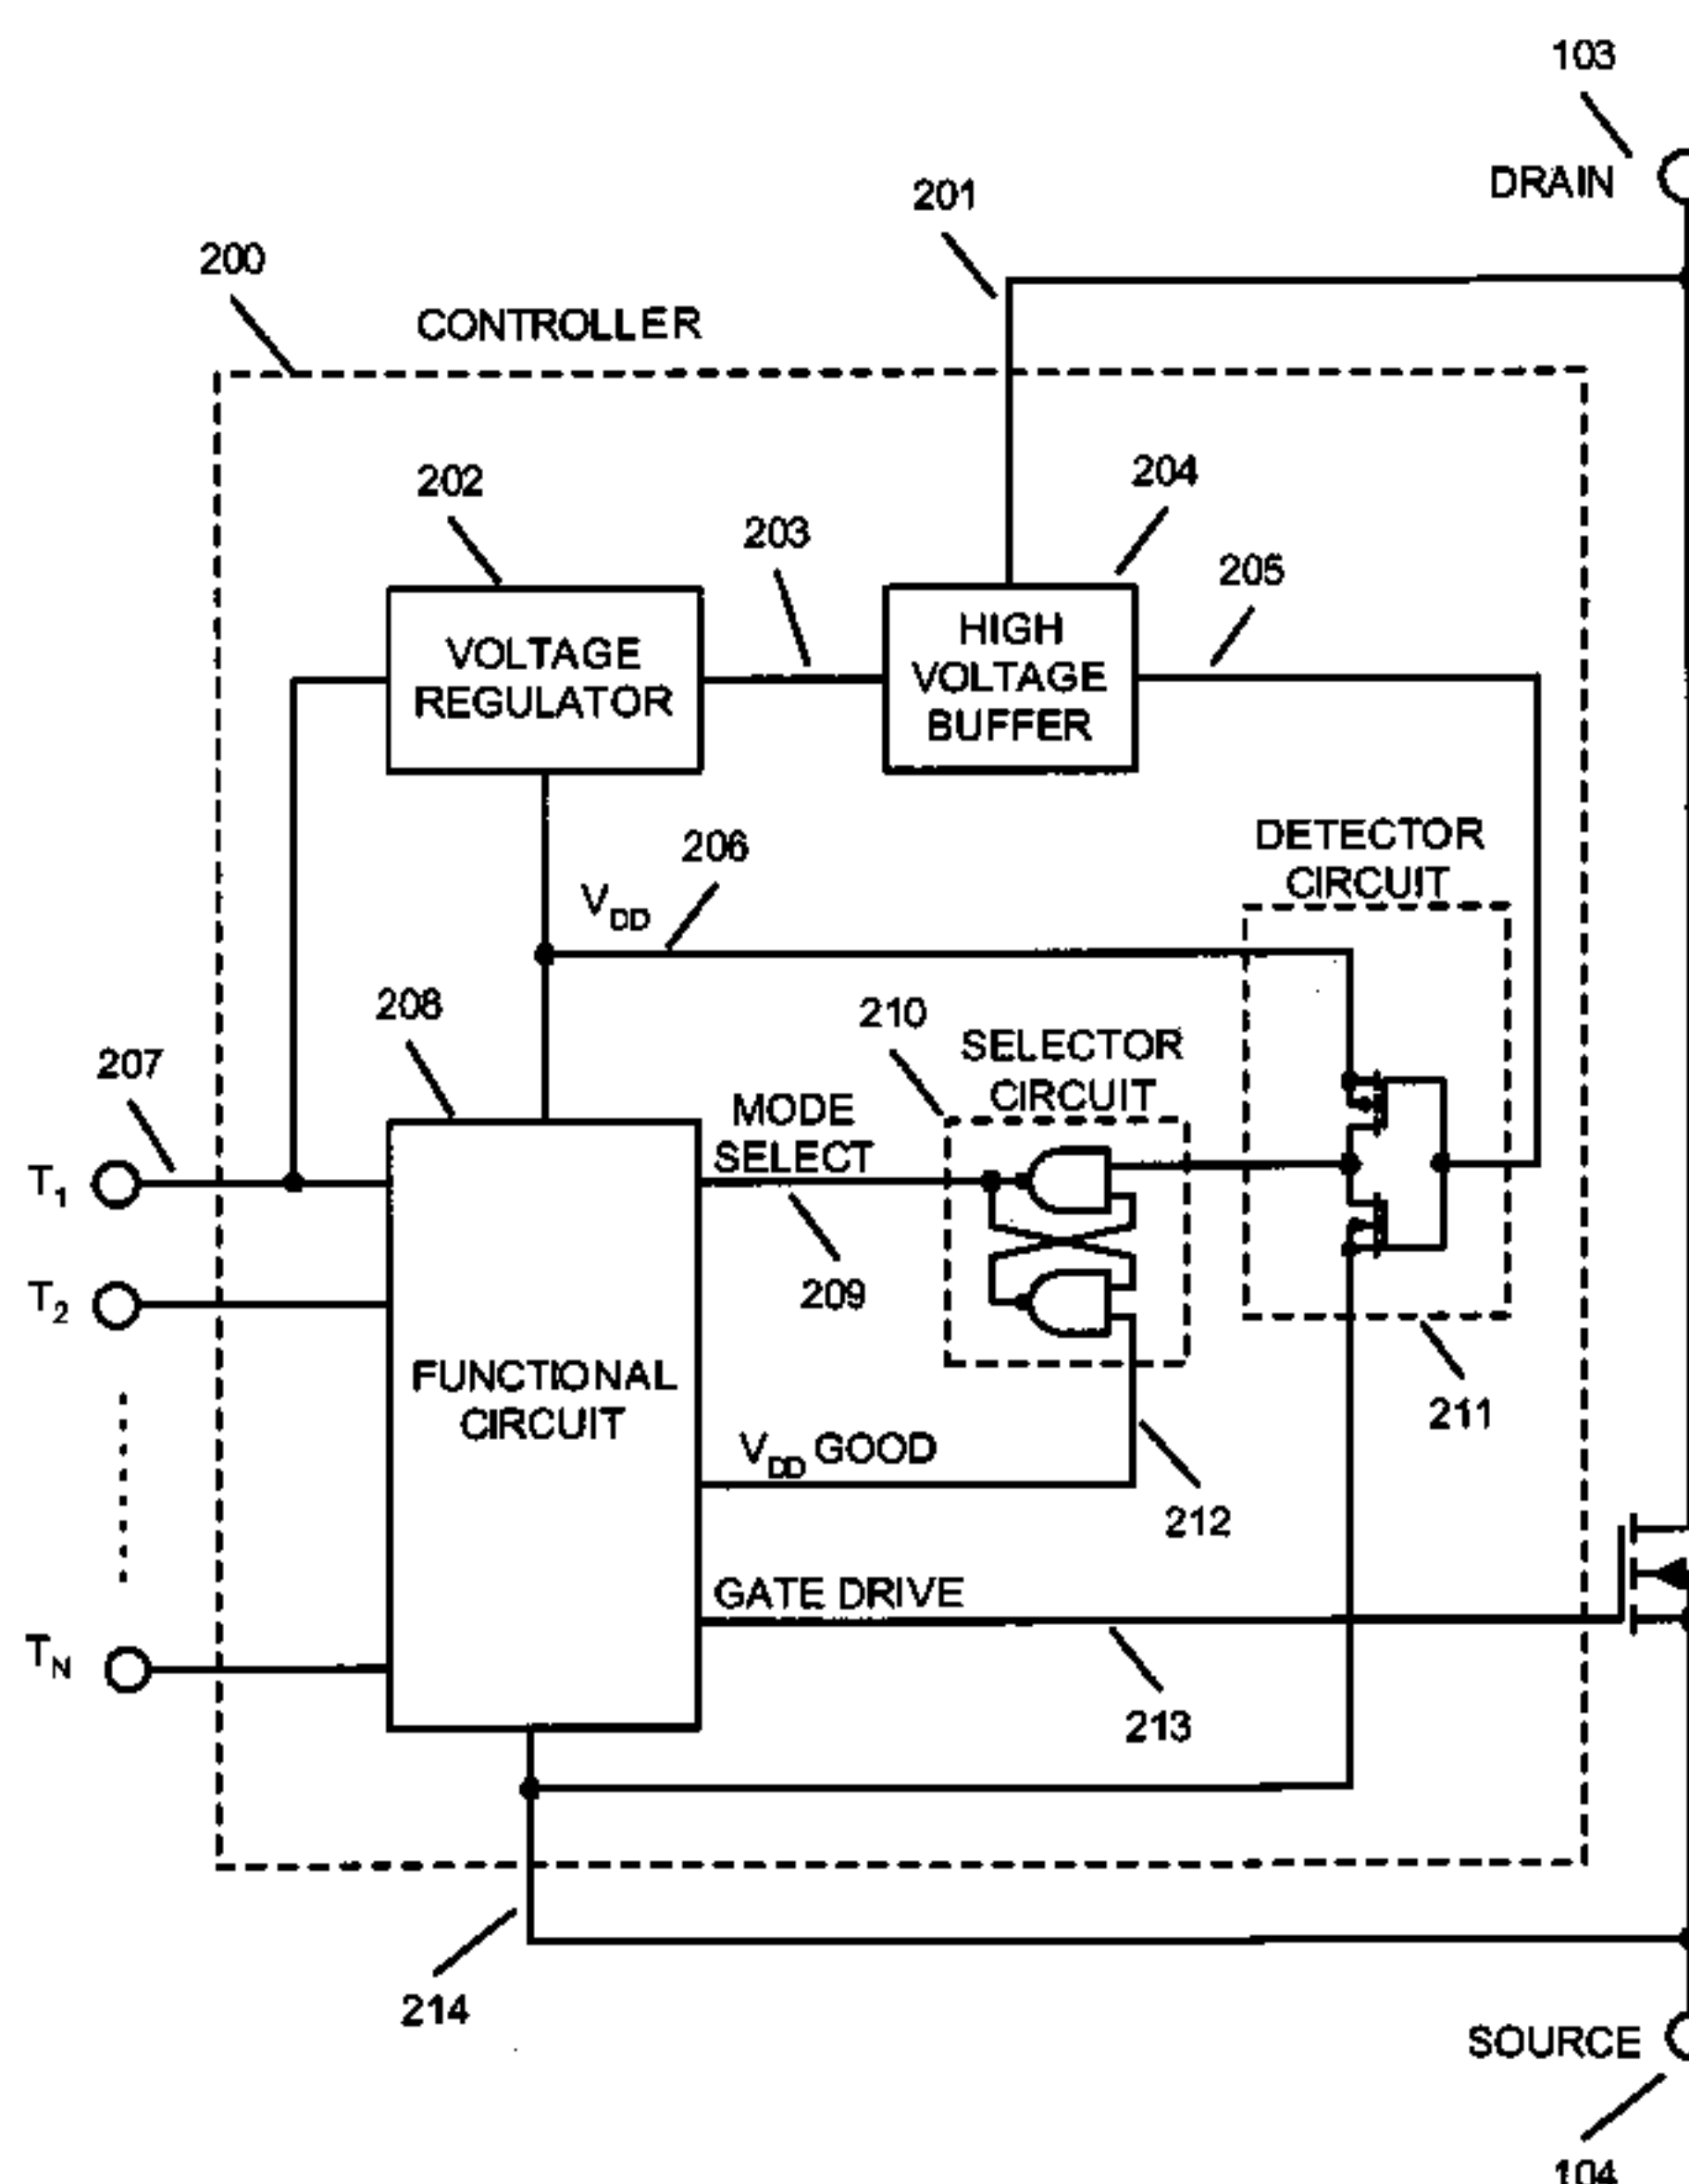 103
DRAIN
201
200
CONTROLLER
202
204
203
205
VOLTAGE
REGULATOR
HIGH
VOLTAGE
BUFFER
206
DETECTOR
CIRCUIT
VDD
208
210
SELECTOR
CIRCUIT
207
MODE
SELECT
T1
209
T2
FUNCTIONAL
CIRCUIT
211
VDD GOOD
212
GATE DRIVE
TN
213
214
SOURCE
104